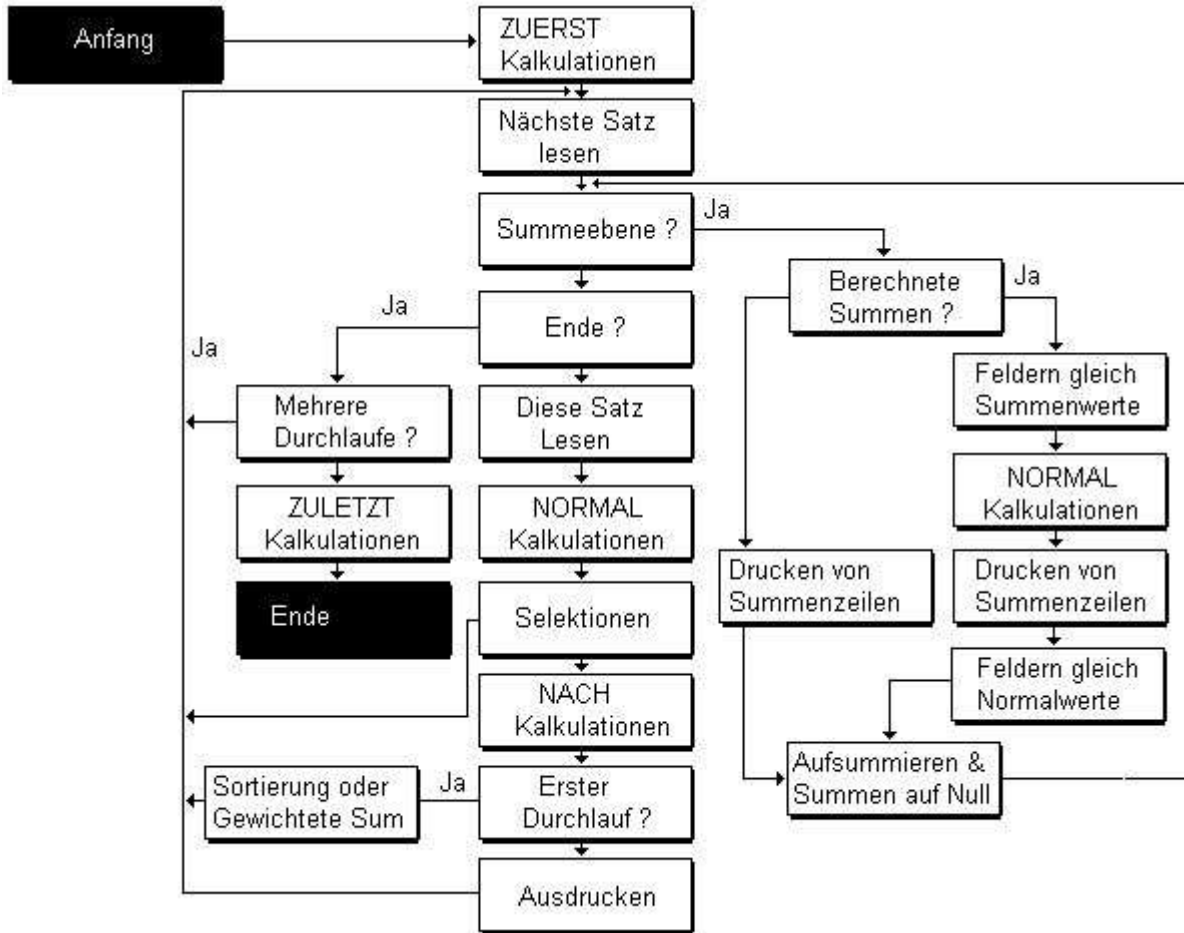 Anfang
ZUERST
Kalkulationen
Nächste Satz
lesen
Summeebene ?
Ja
Berechnete
Summen ?
Ja
Ende ?
Ja
Ja
Mehrere
Durchlaufe ?
Diese Satz
Lesen
Feldern gleich
Summenwerte
ZULETZT
Kalkulationen
NORMAL
Kalkulationen
NORMAL
Kalkulationen
Ende
Selektionen
Drucken von
Summenzeilen
Drucken von
Summenzeilen
NACH
Kalkulationen
Feldern gleich
Normalwerte
Sortierung oder
Gewichtete Sum
Ja
Erster
Durchlauf ?
Aufsummieren &
Summen auf Null
Ausdrucken